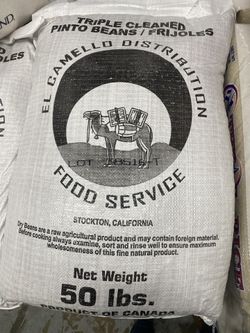 TRIPLE CLEANED
PINTO BEANS / FRIJOLES
EL CAMELLO DISTRIBUTION
LOT
FOOD SERVICE
STOCKTON, CALIFORNIA
Dry Beans are a raw agricultural product and may contain foreign material,
before cooking always examine, sort and rinse well to ensure maximum
wholesomeness of this fine natural product.
Net Weight
50 lbs.
PRODUCT OF CANADA